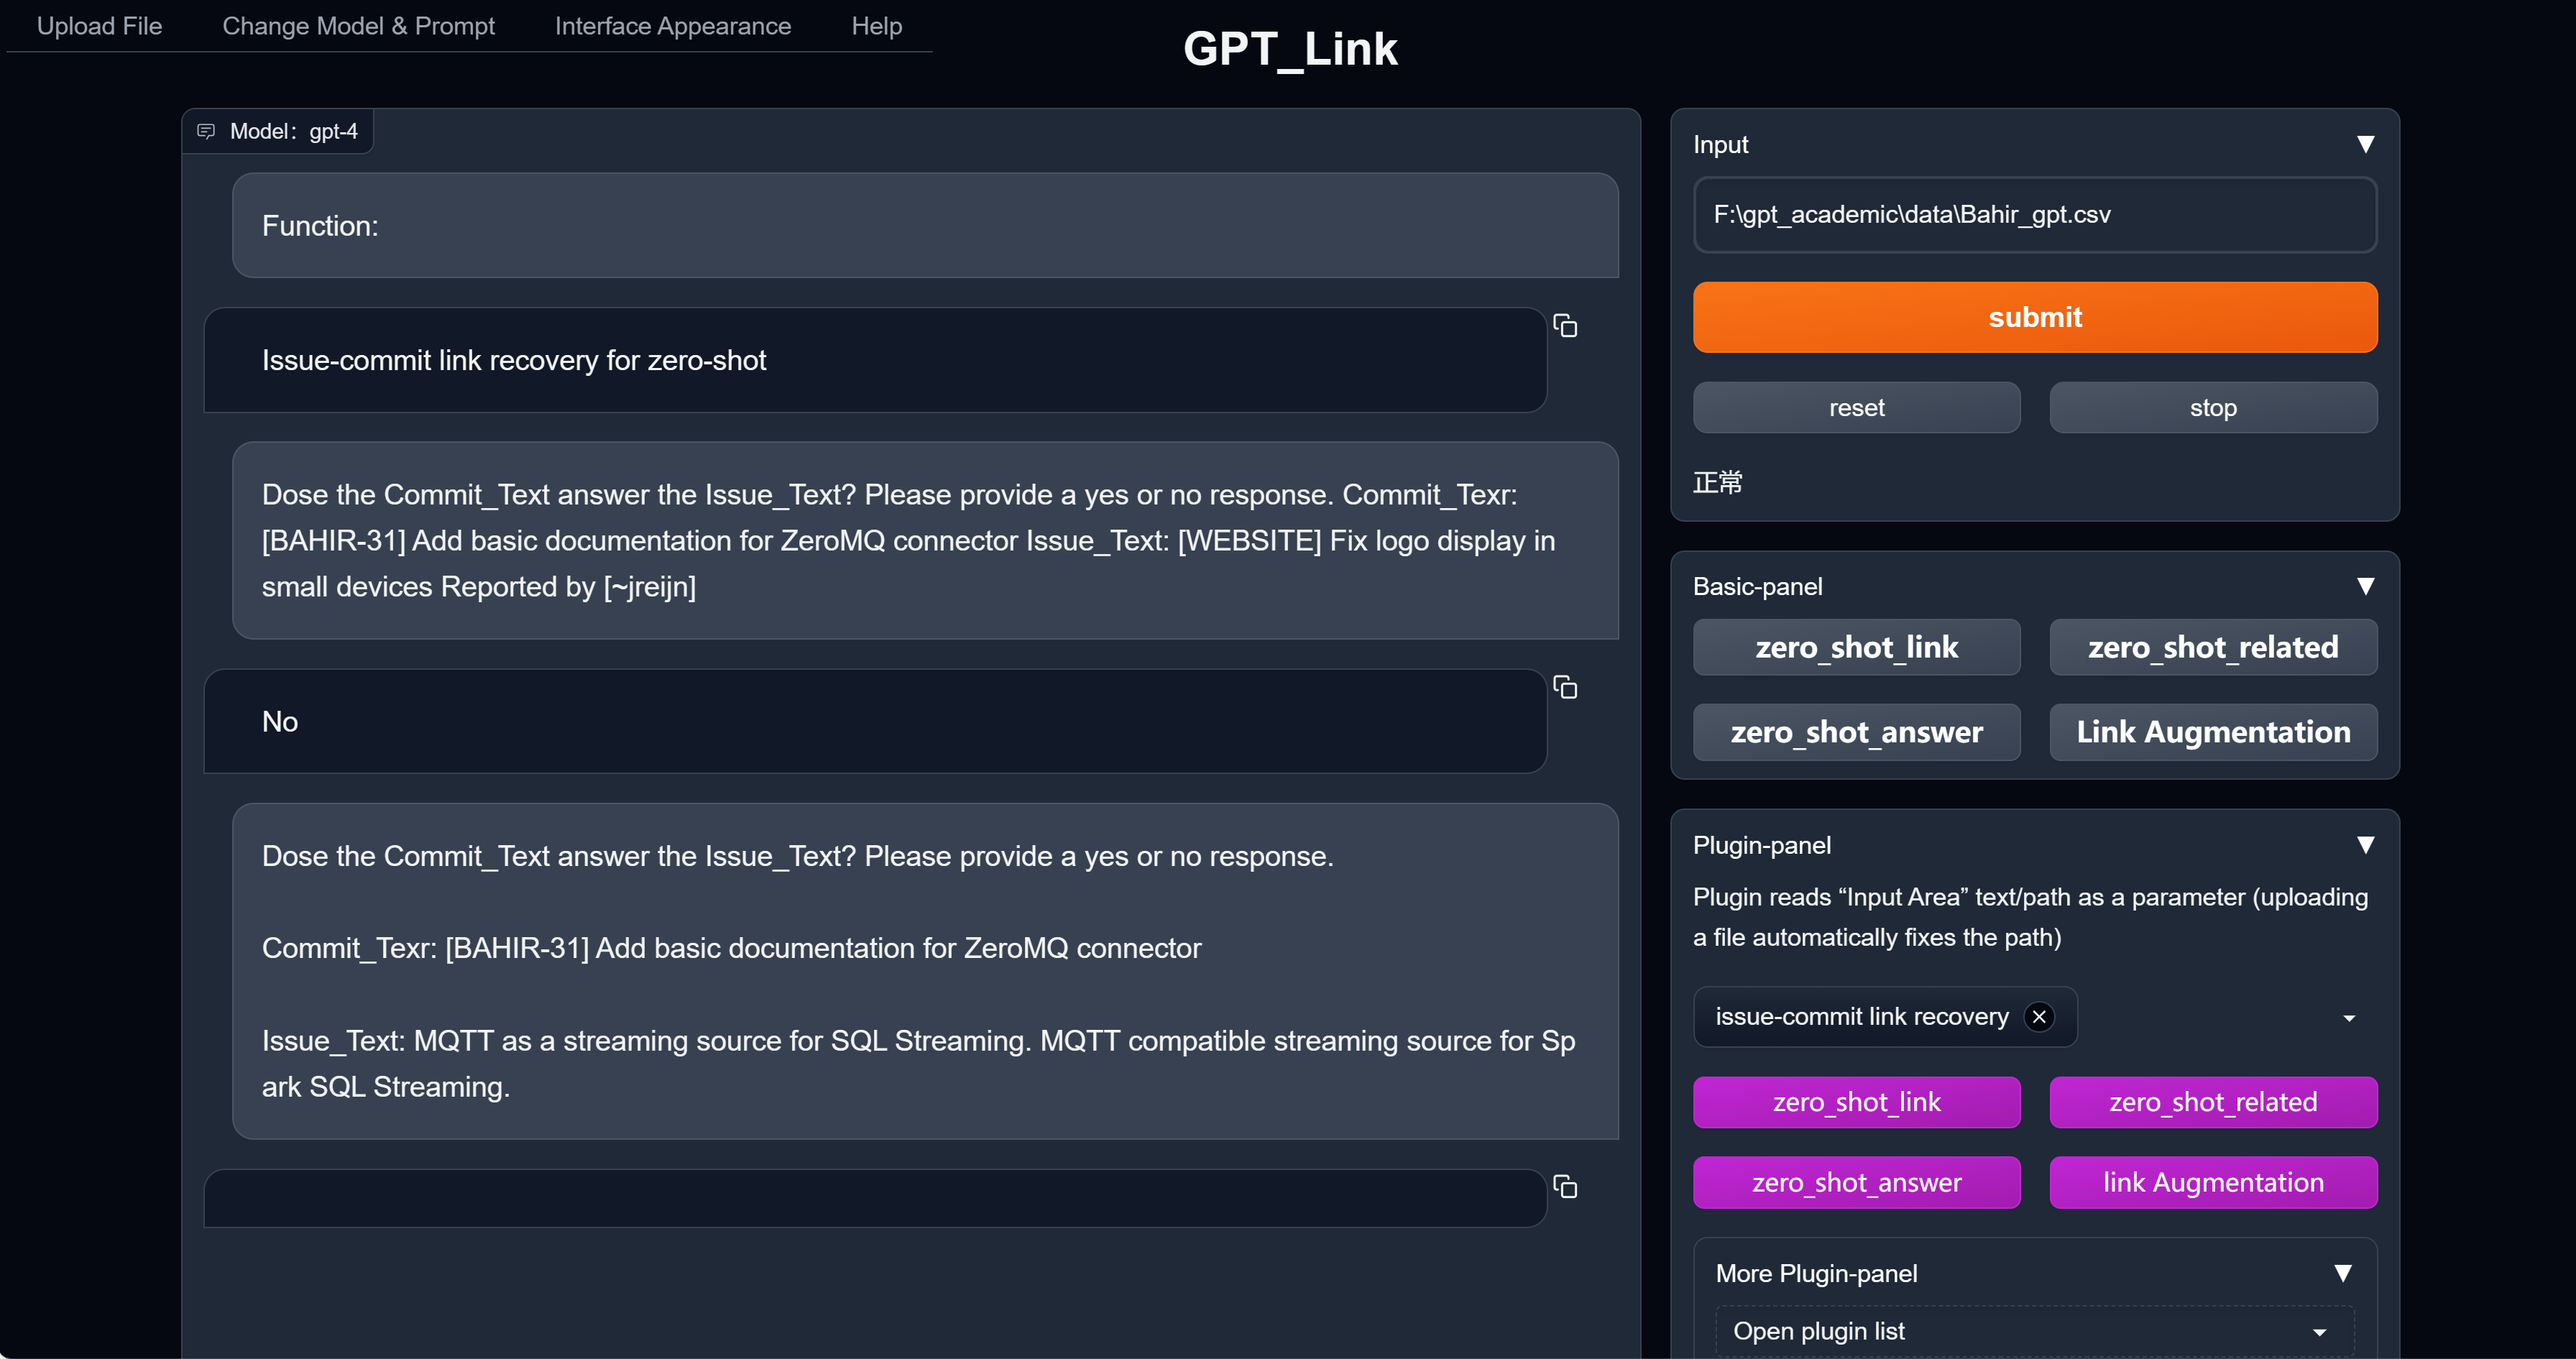 Upload File
Change Model & Prompt
Interface Appearance
Help
GPT_Link
Model：gpt-4
Function:
Issue-commit link recovery for zero-shot
Dose the Commit_Text answer the Issue_Text? Please provide a yes or no response. Commit_Texr:
[BAHIR-31] Add basic documentation for ZeroMQ connector Issue_Text: [WEBSITE] Fix logo display in
small devices Reported by [~jreijn]
No
Dose the Commit_Text answer the Issue_Text? Please provide a yes or no response.
Commit_Texr: [BAHIR-31] Add basic documentation for ZeroMQ connector
Issue_Text: MQTT as a streaming source for SQL Streaming. MQTT compatible streaming source for Sp
ark SQL Streaming.
Input
F:\gpt_academic\data\Bahir_gpt.csv
submit
reset
stop
正常
Basic-panel
zero_shot_link
zero_shot_related
zero_shot_answer
Link Augmentation
Plugin-panel
Plugin reads “Input Area” text/path as a parameter (uploading
a file automatically fixes the path)
issue-commit link recovery
zero_shot_link
zero_shot_related
zero_shot_answer
link Augmentation
More Plugin-panel
Open plugin list